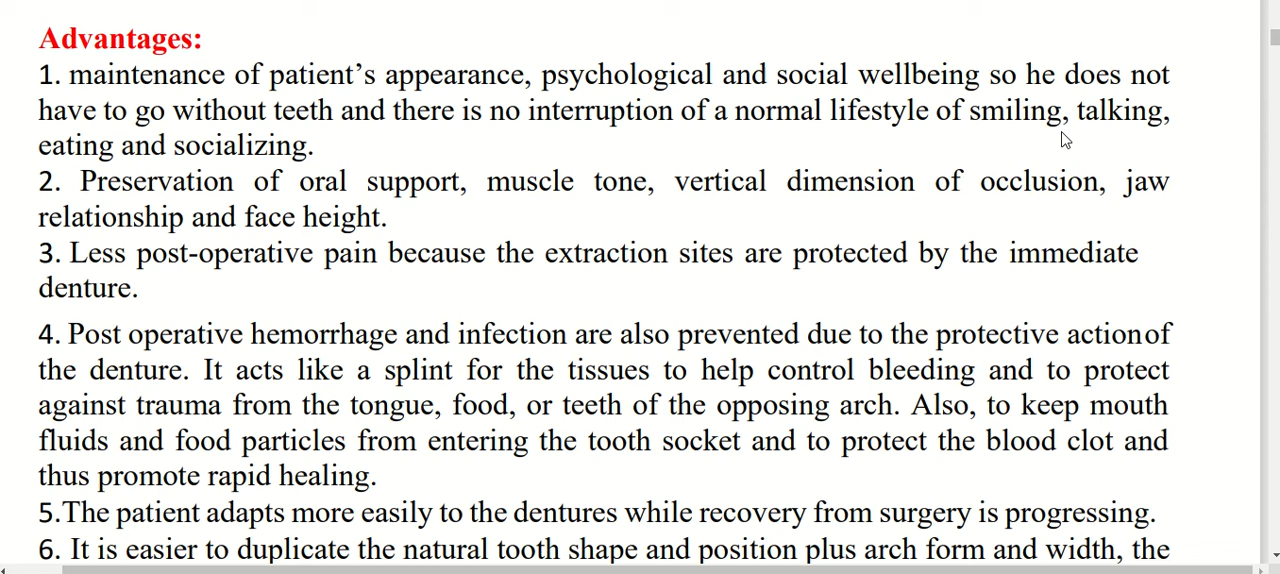 Advantages:
1. maintenance of patient’s appearance, psychological and social wellbeing so he does not
have to go without teeth and there is no interruption of a normal lifestyle of smiling, talking,
eating and socializing.
2. Preservation of oral support, muscle tone, vertical dimension of occlusion, jaw
relationship and face height.
3. Less post-operative pain because the extraction sites are protected by the immediate
denture.
4. Post operative hemorrhage and infection are also prevented due to the protective actionof
the denture. It acts like a splint for the tissues to help control bleeding and to protect
against trauma from the tongue, food, or teeth of the opposing arch. Also, to keep mouth
fluids and food particles from entering the tooth socket and to protect the blood clot and
thus promote rapid healing.
5.The patient adapts more easily to the dentures while recovery from surgery is progressing.
6. It is easier to duplicate the natural tooth shape and position plus arch form and width, the